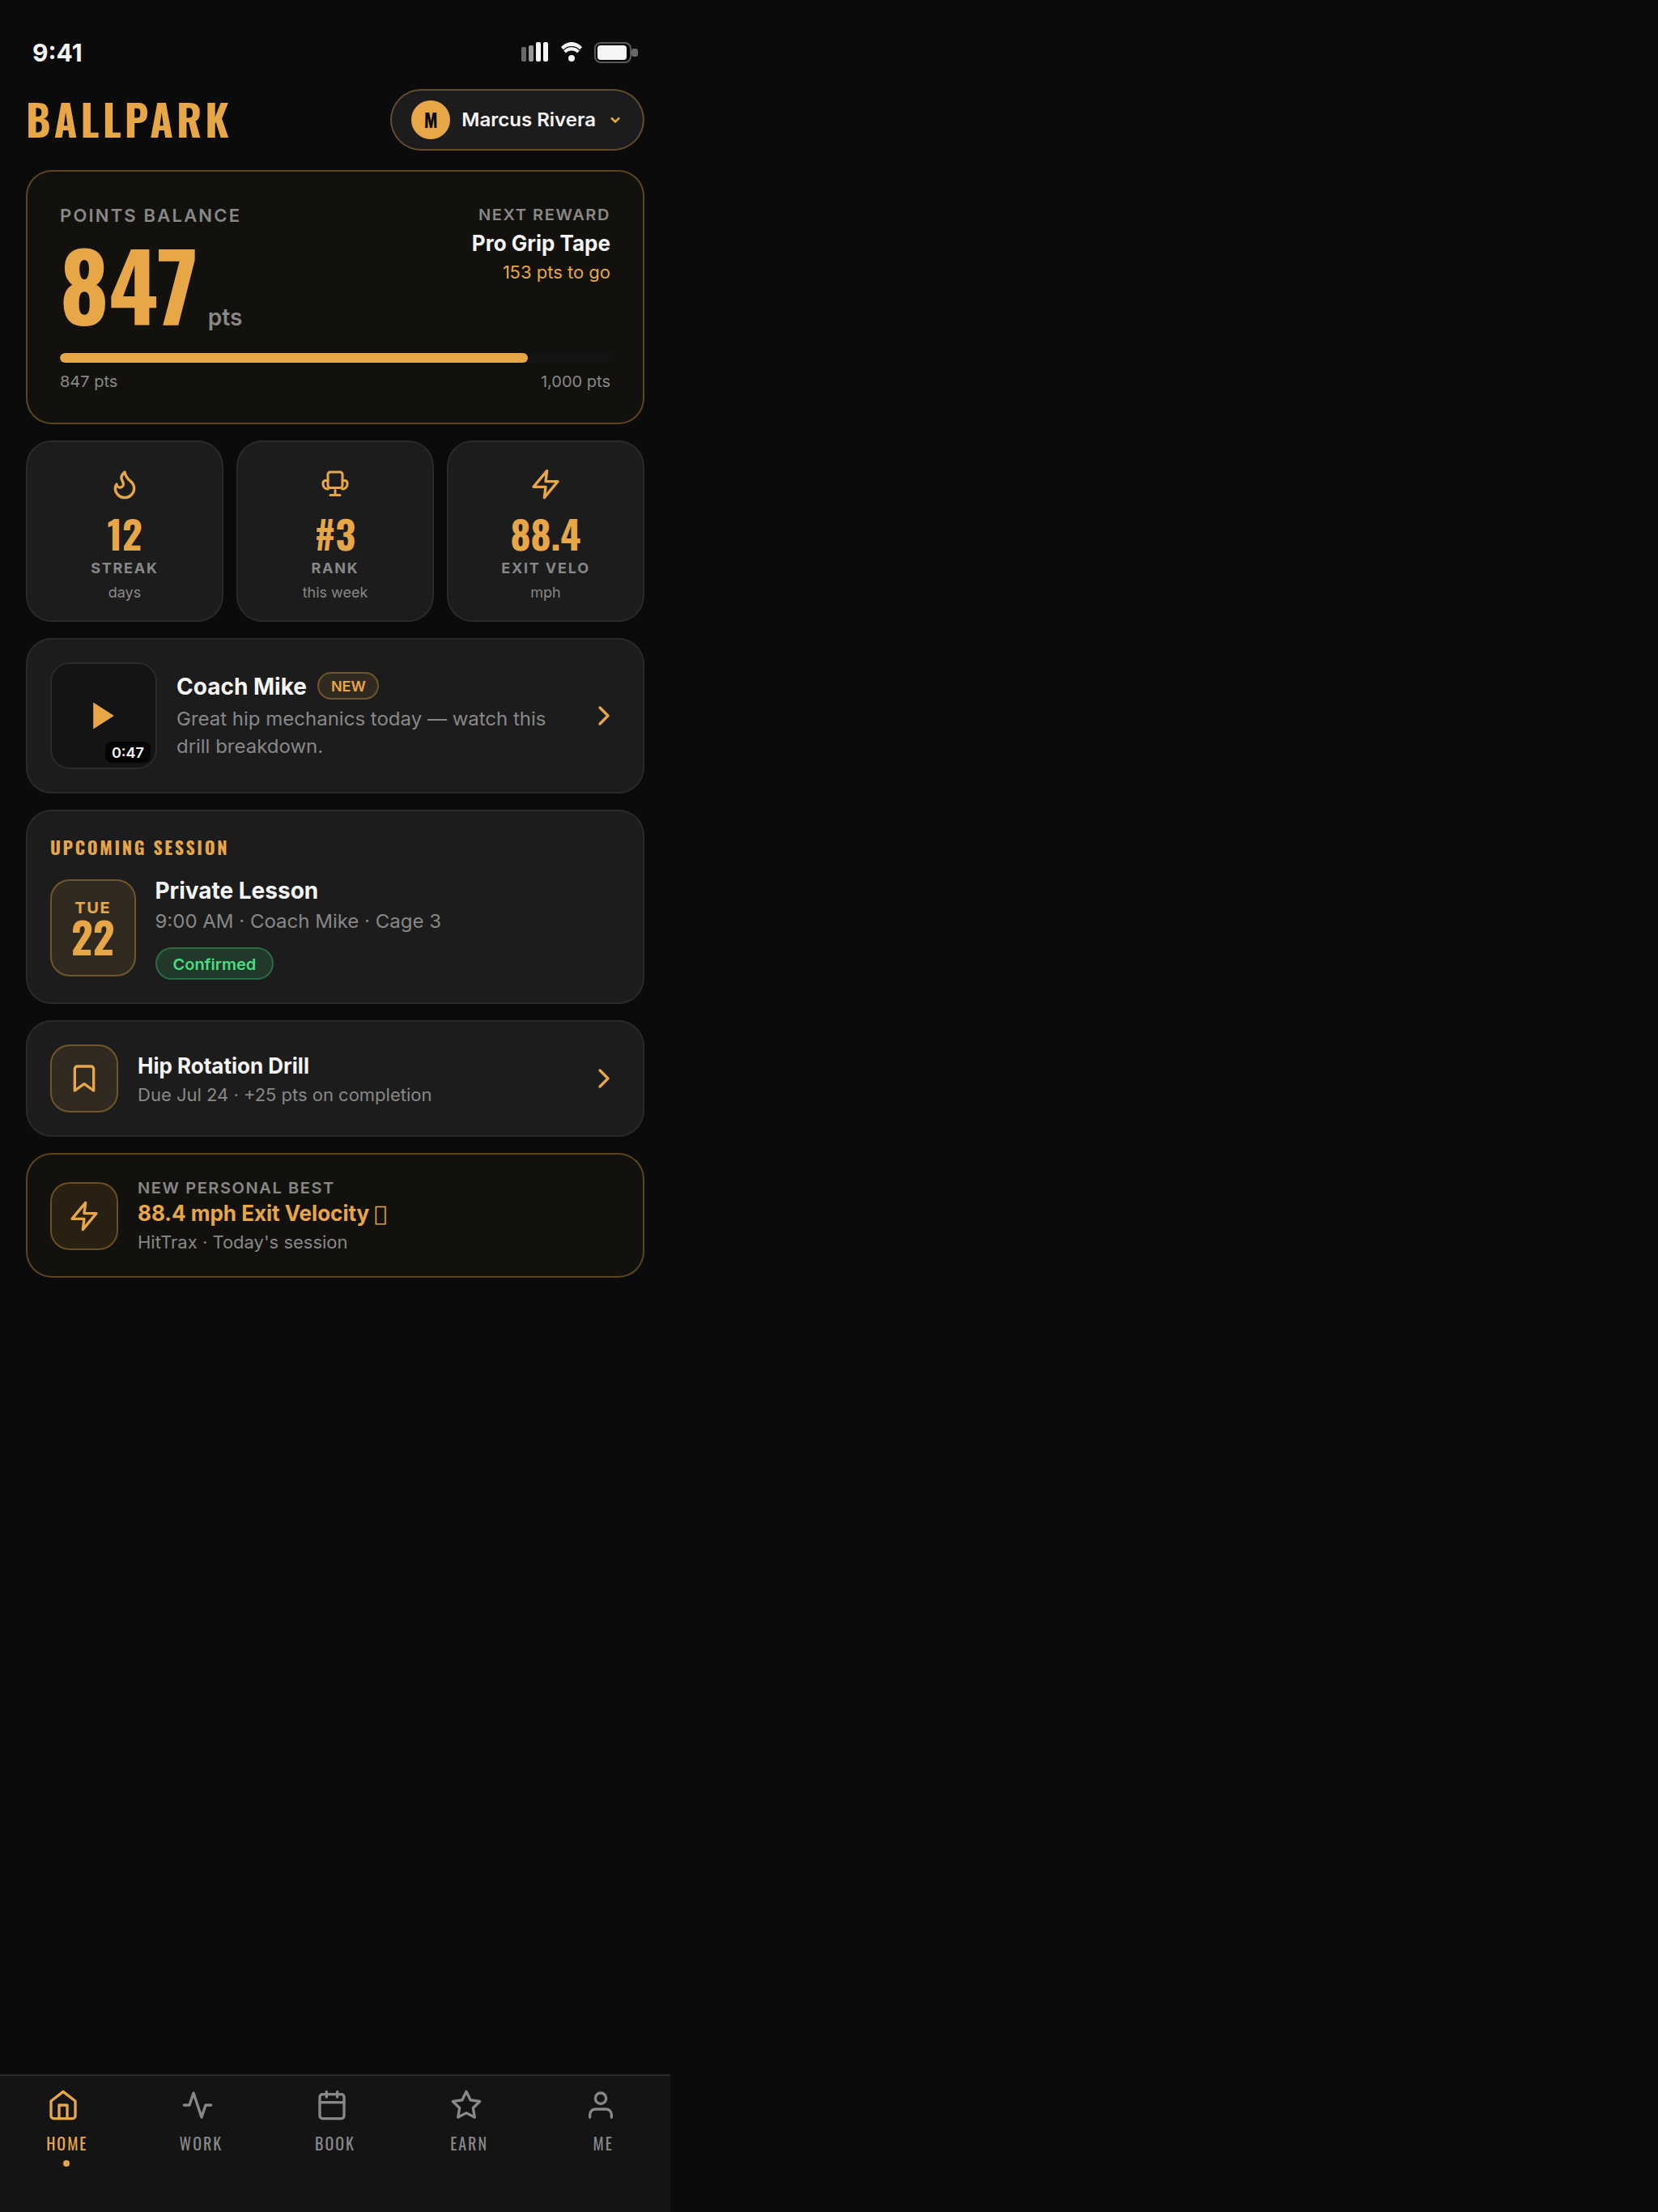 9:41
BALLPARK
M Marcus Rivera
POINTS BALANCE
847 pts
NEXT REWARD
Pro Grip Tape
153 pts to go
847 pts
1,000 pts
12
STREAK
days
#3
RANK
this week
88.4
EXIT VELO
mph
0:47
Coach Mike NEW
Great hip mechanics today — watch this
drill breakdown.
UPCOMING SESSION
TUE
22
Private Lesson
9:00 AM · Coach Mike · Cage 3
Confirmed
Hip Rotation Drill
Due Jul 24 · +25 pts on completion
NEW PERSONAL BEST
88.4 mph Exit Velocity
HitTrax · Today's session
HOME
WORK
BOOK
EARN
ME